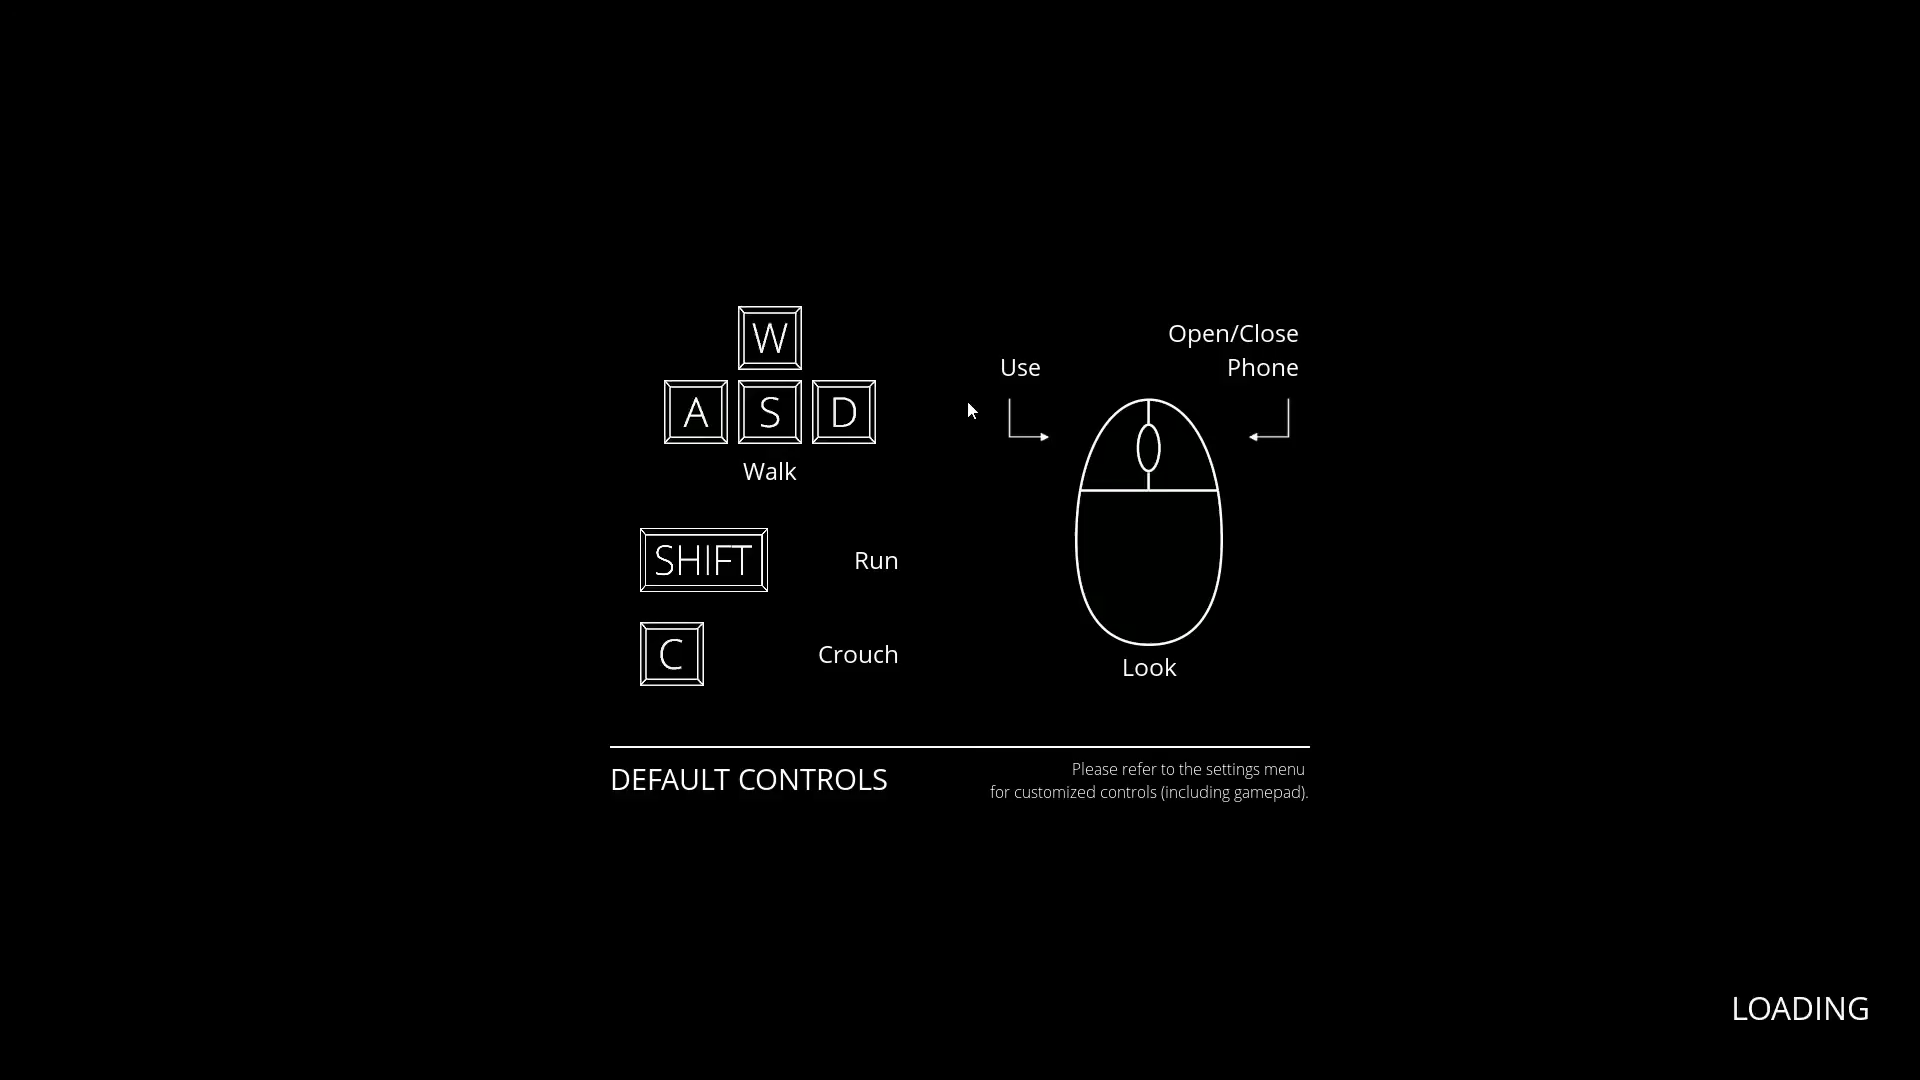 W
A S D
Walk
SHIFT Run
C Crouch
Use
Open/Close
Phone
Look
DEFAULT CONTROLS
Please refer to the settings menu
for customized controls (including gamepad).
LOADING